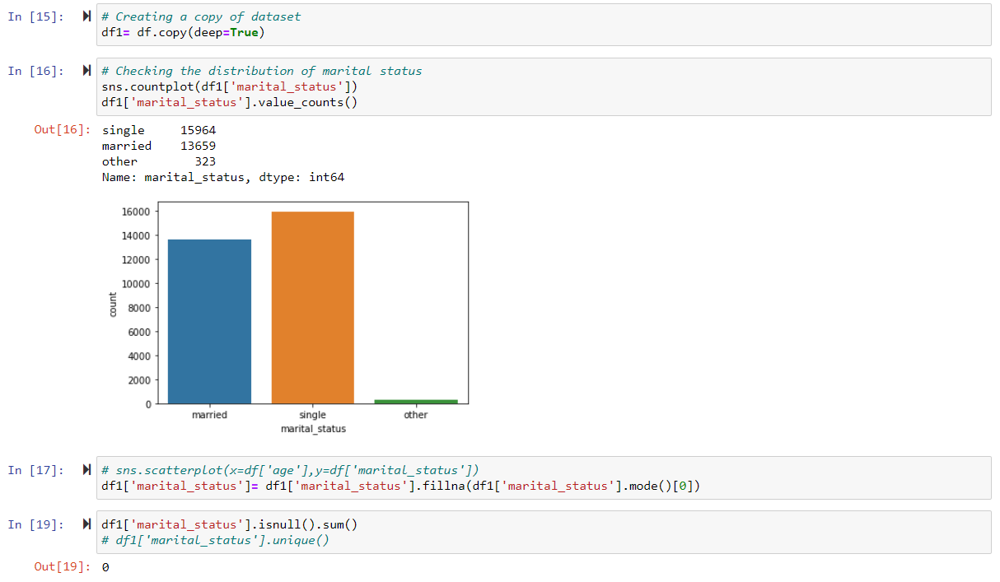 In [15]:
# Creating a copy of dataset
df1= df.copy(deep=True)
In [16]:
# Checking the distribution of marital status
sns.countplot(df1['marital_status'])
df1['marital_status'].value_counts()
Out[16]:
single     15964
married    13659
other        323
Name: marital_status, dtype: int64
16000
14000
12000
10000
8000
6000
4000
2000
0
count
married single other
marital_status
In [17]:
# sns.scatterplot(x=df['age'],y=df['marital_status'])
df1['marital_status']= df1['marital_status'].fillna(df1['marital_status'].mode()[0])
In [19]:
df1['marital_status'].isnull().sum()
# df1['marital_status'].unique()
Out[19]: 0